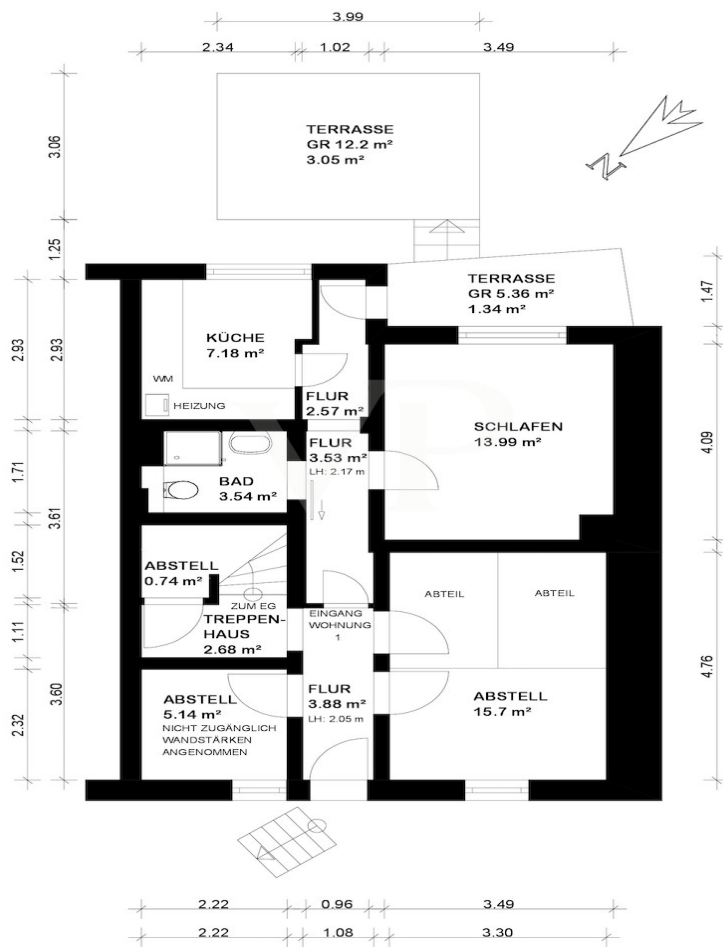 3.99
2.34
1.02
3.49
TERRASSE
GR 12.2 m²
3.05 m²
3.06
N
1.25
TERRASSE
GR 5.36 m²
1.34 m²
1.47
KÜCHE
7.18 m²
WM
HEIZUNG
2.93
2.93
FLUR
2.57 m²
FLUR
3.53 m²
LH: 2.17 m
SCHLAFEN
13.99 m²
4.09
BAD
3.54 m²
1.71
3.61
VP
ABSTELL
0.74 m²
1.52
ZUM EG
TREPPEN-
HAUS
2.68 m²
1.11
EINGANG
WOHNUNG
1
ABTEIL
ABTEIL
ABSTELL
5.14 m²
NICHT ZUGÄNGLICH
WANDSTÄRKEN
ANGENOMMEN
FLUR
3.88 m²
LH: 2.05 m
ABSTELL
15.7 m²
3.60
2.32
4.76
2.22
0.96
3.49
2.22
1.08
3.30